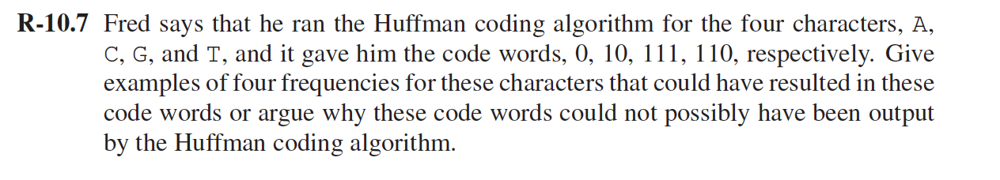 R-10.7 Fred says that he ran the Huffman coding algorithm for the four characters, A,
C, G, and T, and it gave him the code words, 0, 10, 111, 110, respectively. Give
examples of four frequencies for these characters that could have resulted in these
code words or argue why these code words could not possibly have been output
by the Huffman coding algorithm.